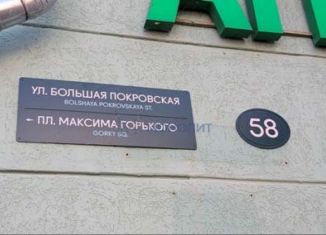 УЛ. БОЛЬШАЯ ПОКРОВСКАЯ
BOLSHAYA POKROVSKAYA ST.
← ПЛ. МАКСИМА ГОРЬКОГО
GORKY SQ.
58